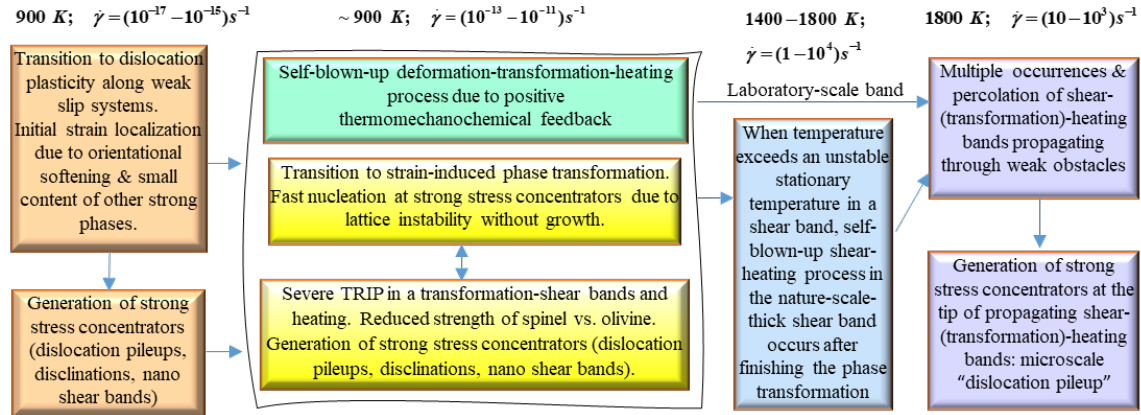 900 K; γ̇ = (10⁻¹⁷ – 10⁻¹⁵)s⁻¹
Transition to dislocation
plasticity along weak
slip systems.
Initial strain localization
due to orientational
softening & small
content of other strong
phases.
Generation of strong
stress concentrators
(dislocation pileups,
disclinations, nano
shear bands)
~ 900 K; γ̇ = (10⁻¹³ – 10⁻¹¹)s⁻¹
Self-blown-up deformation-transformation-heating
process due to positive
thermomechanochemical feedback
Transition to strain-induced phase transformation.
Fast nucleation at strong stress concentrators due to
lattice instability without growth.
Severe TRIP in a transformation-shear bands and
heating. Reduced strength of spinel vs. olivine.
Generation of strong stress concentrators (dislocation
pileups, disclinations, nano shear bands).
1400 – 1800 K;
γ̇ = (1 – 10⁴)s⁻¹
Laboratory-scale band
When temperature
exceeds an unstable
stationary
temperature in a
shear band, self-
blown-up shear-
heating process in
the nature-scale-
thick shear band
occurs after
finishing the phase
transformation
1800 K; γ̇ = (10 – 10³)s⁻¹
Multiple occurrences &
percolation of shear-
(transformation)-heating
bands propagating
through weak obstacles
Generation of strong
stress concentrators at the
tip of propagating shear-
(transformation)-heating
bands: microscale
“dislocation pileup”